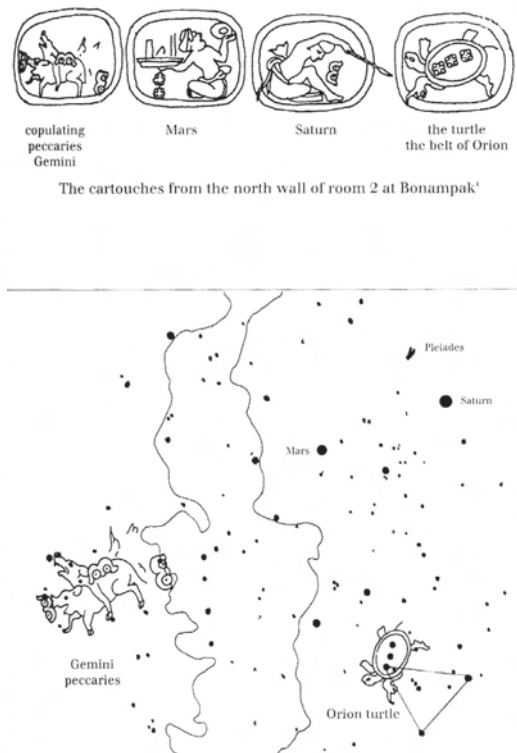 copulating
peccaries
Gemini
Mars
Saturn
the turtle
the belt of Orion
The cartouches from the north wall of room 2 at Bonampak
Pleiades
Saturn
Mars
Gemini
peccaries
Orion turtle